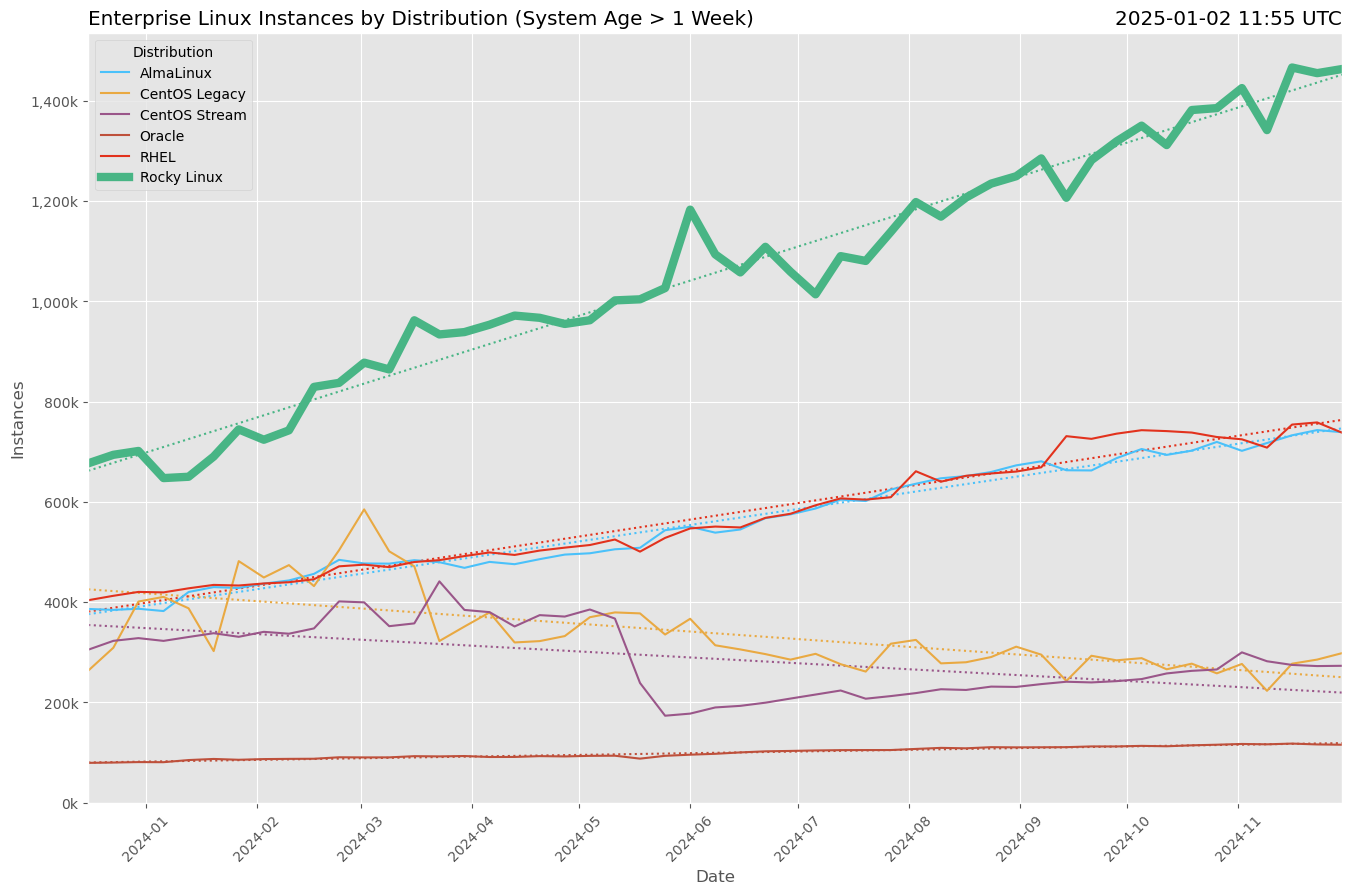 Enterprise Linux Instances by Distribution (System Age > 1 Week)
2025-01-02 11:55 UTC
Distribution
AlmaLinux
CentOS Legacy
CentOS Stream
Oracle
RHEL
Rocky Linux
1,400k
1,200k
1,000k
800k
600k
400k
200k
0k
Instances
2024-01
2024-02
2024-03
2024-04
2024-05
2024-06
2024-07
2024-08
2024-09
2024-10
2024-11
Date